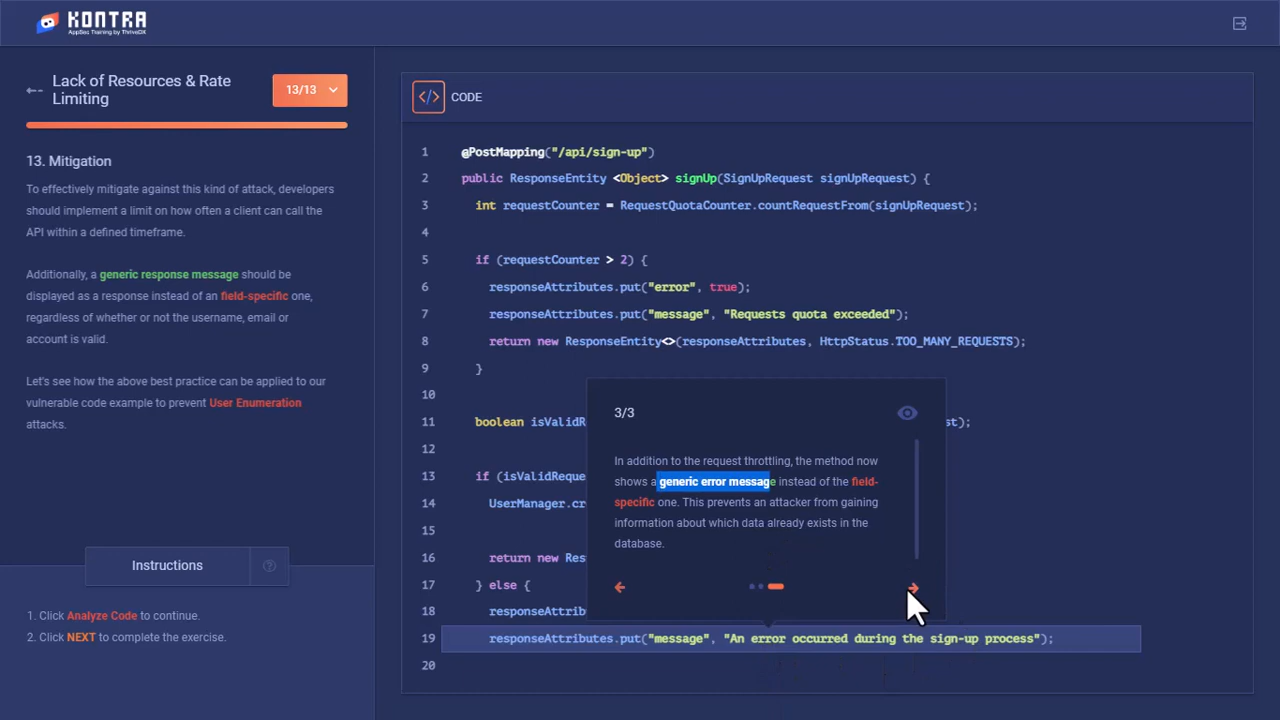 KONTRA
AppSec Training by ThriveDX
Lack of Resources & Rate
Limiting
13/13
13. Mitigation
To effectively mitigate against this kind of attack, developers
should implement a limit on how often a client can call the
API within a defined timeframe.
Additionally, a generic response message should be
displayed as a response instead of an field-specific one,
regardless of whether or not the username, email or
account is valid.
Let's see how the above best practice can be applied to our
vulnerable code example to prevent User Enumeration
attacks.
Instructions
1. Click Analyze Code to continue.
2. Click NEXT to complete the exercise.
</> CODE
1 @PostMapping("/api/sign-up")
2 public ResponseEntity <Object> signUp(SignUpRequest signUpRequest) {
3 int requestCounter = RequestQuotaCounter.countRequestFrom(signUpRequest);
4
5 if (requestCounter > 2) {
6 responseAttributes.put("error", true);
7 responseAttributes.put("message", "Requests quota exceeded");
8 return new ResponseEntity<>(responseAttributes, HttpStatus.TOO_MANY_REQUESTS);
9 }
10
11 boolean isValidR est);
12
13 if (isValidReque
14 UserManager.cre
15
16 return new Res
17 } else {
18 responseAttrib
19 responseAttributes.put("message", "An error occurred during the sign-up process");
20
3/3
In addition to the request throttling, the method now
shows a generic error message instead of the field-
specific one. This prevents an attacker from gaining
information about which data already exists in the
database.